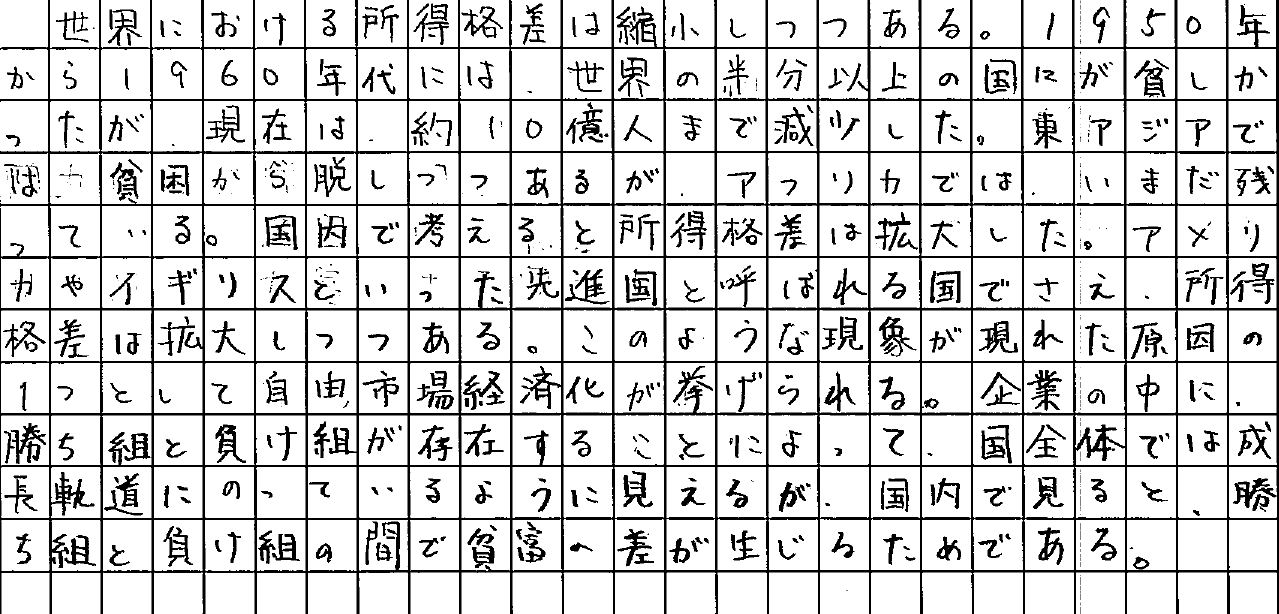 世界における所得格差は縮小しつつある。1950年
から1960年代には、世界の半分以上の国にが貧しか
ったが、現在は、約10億人まで減少した。東アジアで
は貧困から脱しつつあるが、アフリカでは、いまだ残
っている。国内で考えると所得格差は拡大した。アメリ
カやイギリスといった先進国と呼ばれる国でさえ、所得
格差は拡大しつつある。このような現象が現れた原因の
1つとして自由市場経済化が挙げられる。企業の中に、
勝ち組と負け組が存在することによって、国全体では成
長軌道にのっているように見えるが、国内で見ると、勝
ち組と負け組の間で貧富の差が生じるためである。